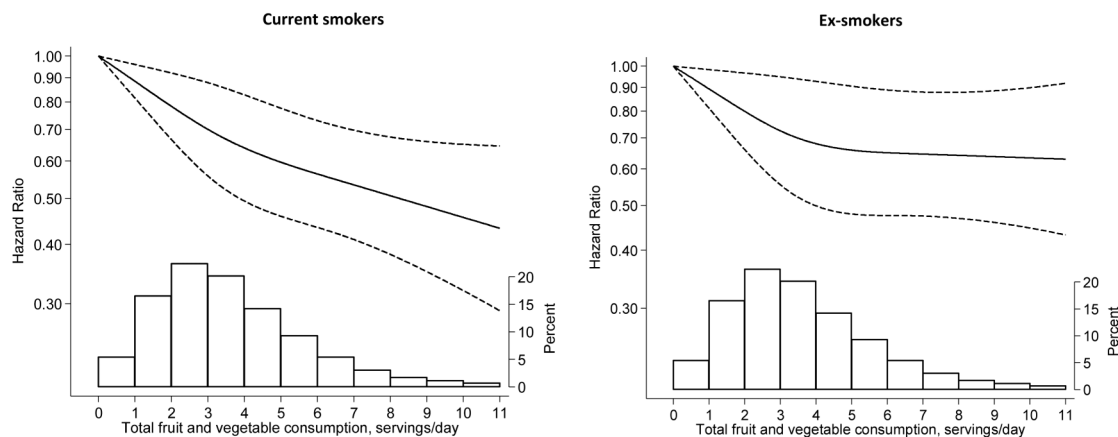 Current smokers
1.00
0.90
0.80
0.70
0.60
0.50
0.40
0.30
Hazard Ratio
20
15
10
5
0
Percent
0 1 2 3 4 5 6 7 8 9 10 11
Total fruit and vegetable consumption, servings/day
Ex-smokers
1.00
0.90
0.80
0.70
0.60
0.50
0.40
0.30
Hazard Ratio
20
15
10
5
0
Percent
0 1 2 3 4 5 6 7 8 9 10 11
Total fruit and vegetable consumption, servings/day